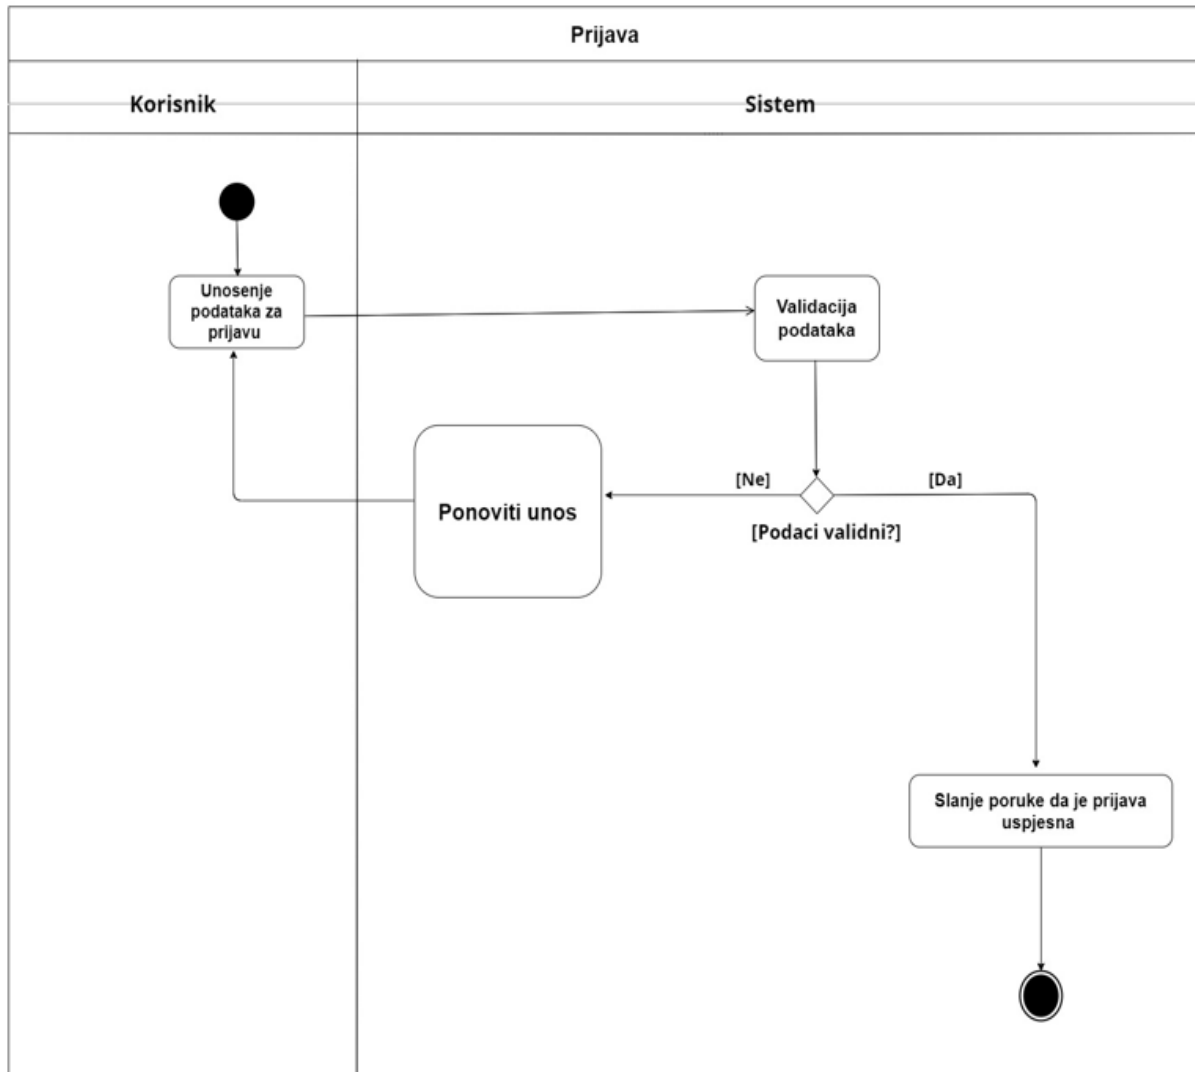 Prijava
Korisnik
Sistem
Unosenje
podataka za
prijavu
Validacija
podataka
[Ne]
[Da]
[Podaci validni?]
Ponoviti unos
Slanje poruke da je prijava
uspjesna